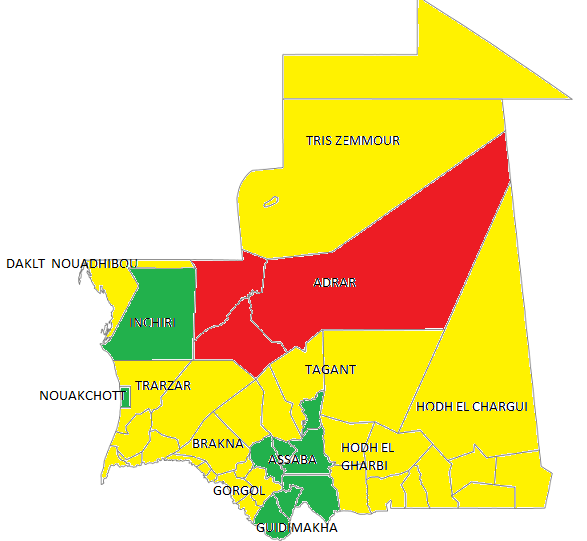 TRIS ZEMMOUR
DAKLT  NOUADHIBOU
ADRAR
INCHIRI
TAGANT
NOUAKCHOTT
TRARZAR
HODH EL CHARGUI
BRAKNA
HODH EL
GHARBI
ASSABA
GORGOL
GUIDIMAKHA